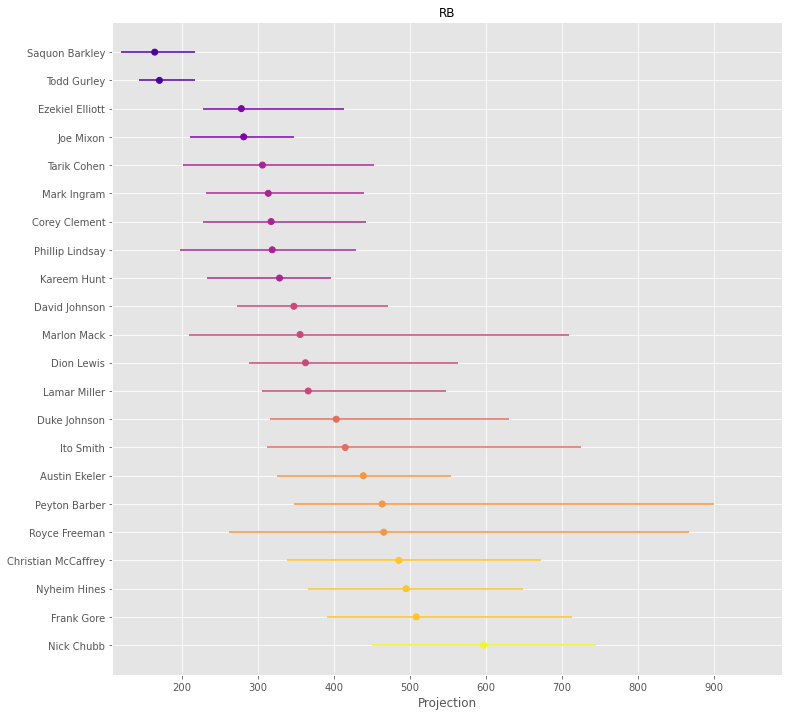 RB
Saquon Barkley
Todd Gurley
Ezekiel Elliott
Joe Mixon
Tarik Cohen
Mark Ingram
Corey Clement
Phillip Lindsay
Kareem Hunt
David Johnson
Marlon Mack
Dion Lewis
Lamar Miller
Duke Johnson
Ito Smith
Austin Ekeler
Peyton Barber
Royce Freeman
Christian McCaffrey
Nyheim Hines
Frank Gore
Nick Chubb
200 300 400 500 600 700 800 900
Projection